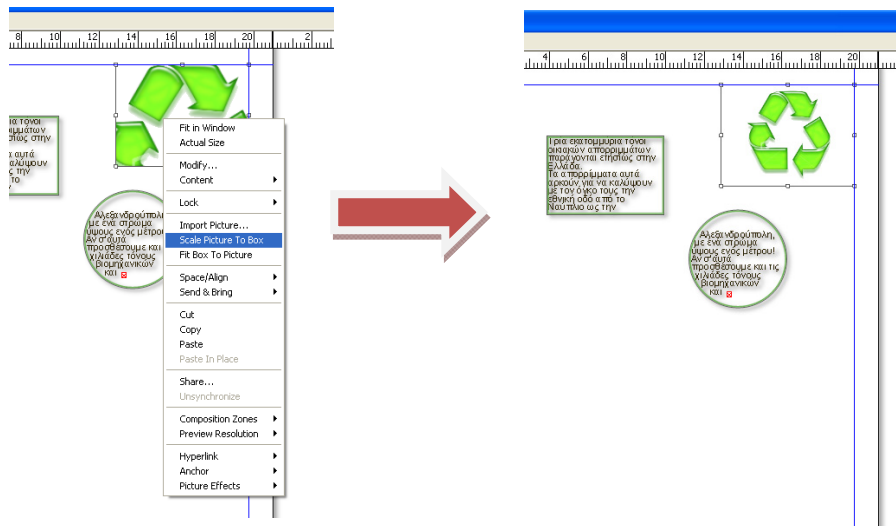 8 10 12 14 16 18 20 2
ια τόνοι
ριμμάτων
σίως στην
α αυτά
αλύψουν
ς την
το
Αλεξανδρούπολη
με ένα στρώμα
ύψους ενός μέτρου
Αν σ'αυτά
προσθέσουμε και
χιλιάδες τόνους
βιομηχανικών
και
Fit in Window
Actual Size
Modify...
Content
Lock
Import Picture...
Scale Picture To Box
Fit Box To Picture
Space/Align
Send & Bring
Cut
Copy
Paste
Paste In Place
Share...
Unsynchronize
Composition Zones
Preview Resolution
Hyperlink
Anchor
Picture Effects
4 6 8 10 12 14 16 18 20
Τρία εκατομμύρια τόνοι
οικιακών απορριμμάτων
παράγονται ετησίως στην
Ελλάδα.
Τα απορρίμματα αυτά
αρκούν για να καλύψουν
με τον όγκο τους την
εθνική οδό από το
Ναύπλιο ως την
Αλεξανδρούπολη,
με ένα στρώμα
ύψους ενός μέτρου!
Αν σ'αυτά
προσθέσουμε και τις
χιλιάδες τόνους
βιομηχανικών
και